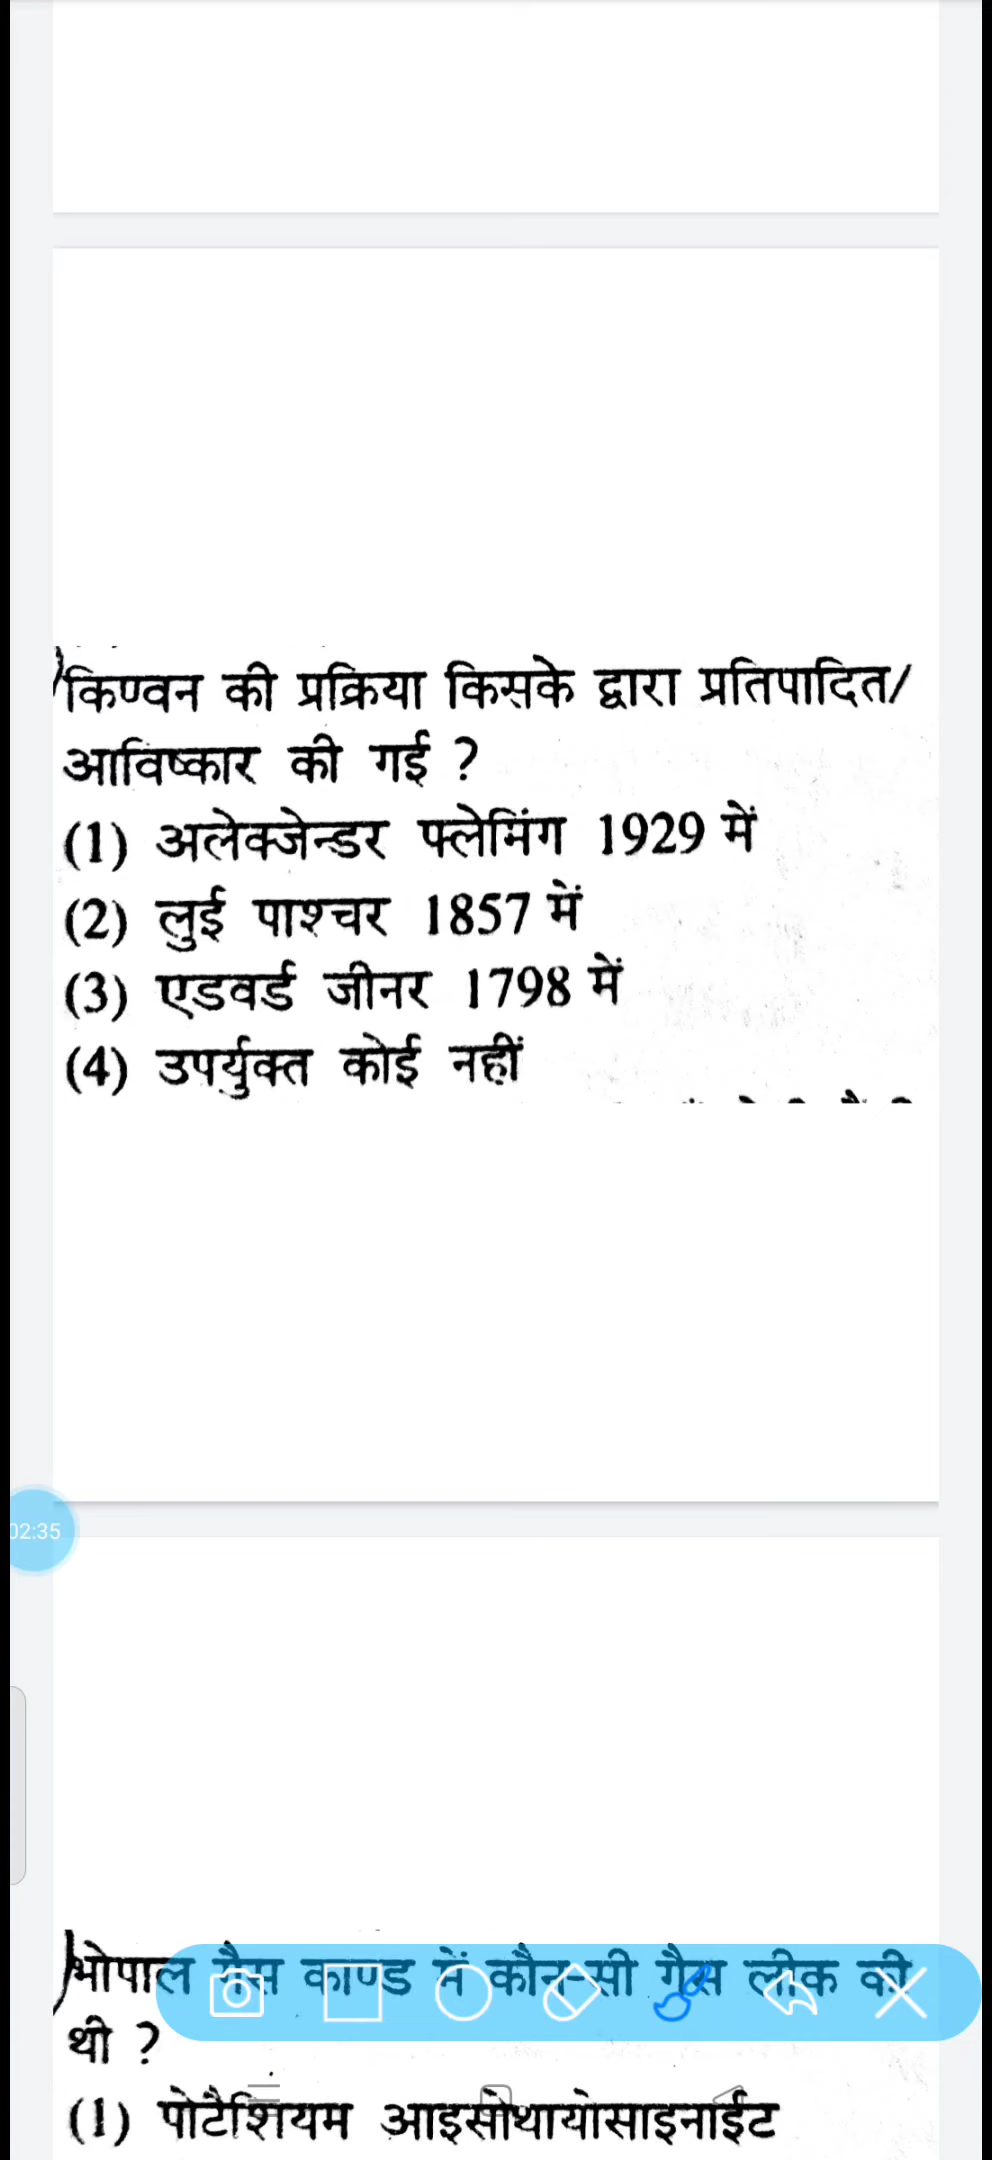 किण्वन की प्रक्रिया किसके द्वारा प्रतिपादित/
आविष्कार की गई ?
(1) अलेक्जेन्डर फ्लेमिंग 1929 में
(2) लुई पाश्चर 1857 में
(3) एडवर्ड जीनर 1798 में
(4) उपर्युक्त कोई नहीं
02:35
भोपाल गैस काण्ड में कौन-सी गैस लीक की
थी ?
(1) पोटैशियम आइसोथायोसाइनाईट